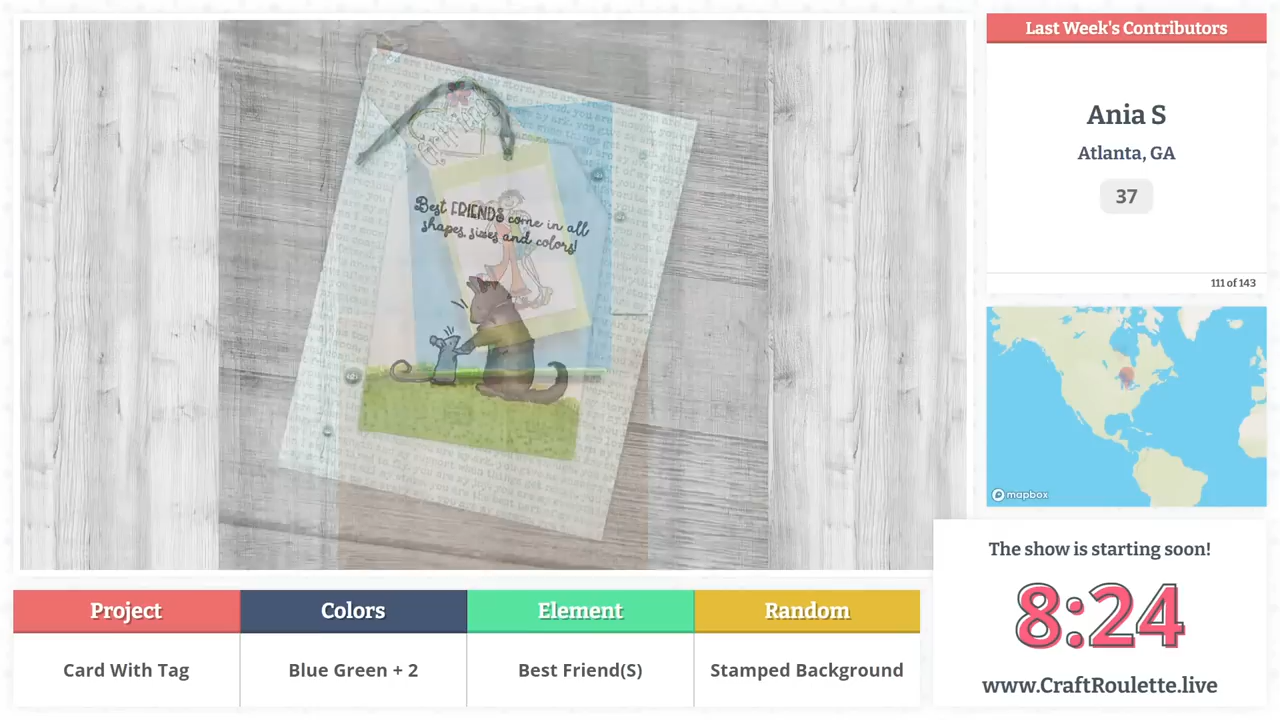 Last Week's Contributors
Ania S
Atlanta, GA
37
111 of 143
Best FRIENDS come in all
shapes, sizes and colors!
mapbox
The show is starting soon!
8:24
www.CraftRoulette.live
Project
Colors
Element
Random
Card With Tag
Blue Green + 2
Best Friend(S)
Stamped Background